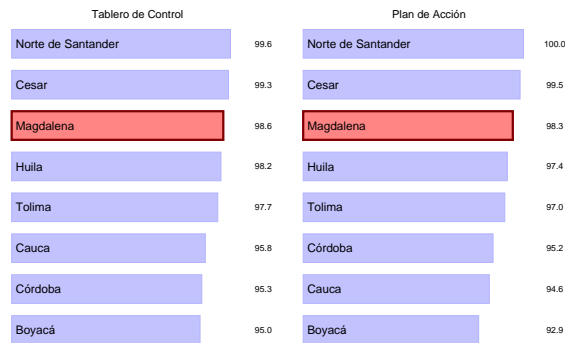 Tablero de Control
Norte de Santander 99.6
Cesar 99.3
Magdalena 98.6
Huila 98.2
Tolima 97.7
Cauca 95.8
Córdoba 95.3
Boyacá 95.0
Plan de Acción
Norte de Santander 100.0
Cesar 99.5
Magdalena 98.3
Huila 97.4
Tolima 97.0
Córdoba 95.2
Cauca 94.6
Boyacá 92.9